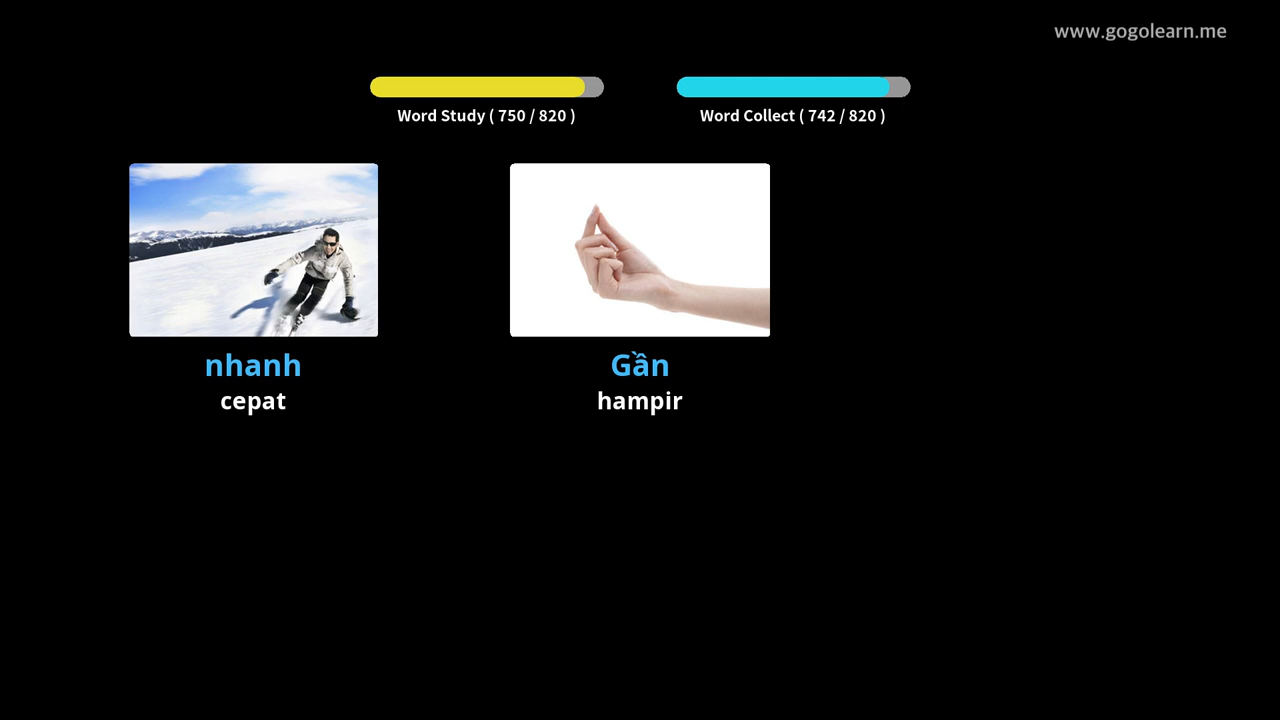 www.gogolearn.me
Word Study ( 750 / 820 )
Word Collect ( 742 / 820 )
nhanh
cepat
Gần
hampir